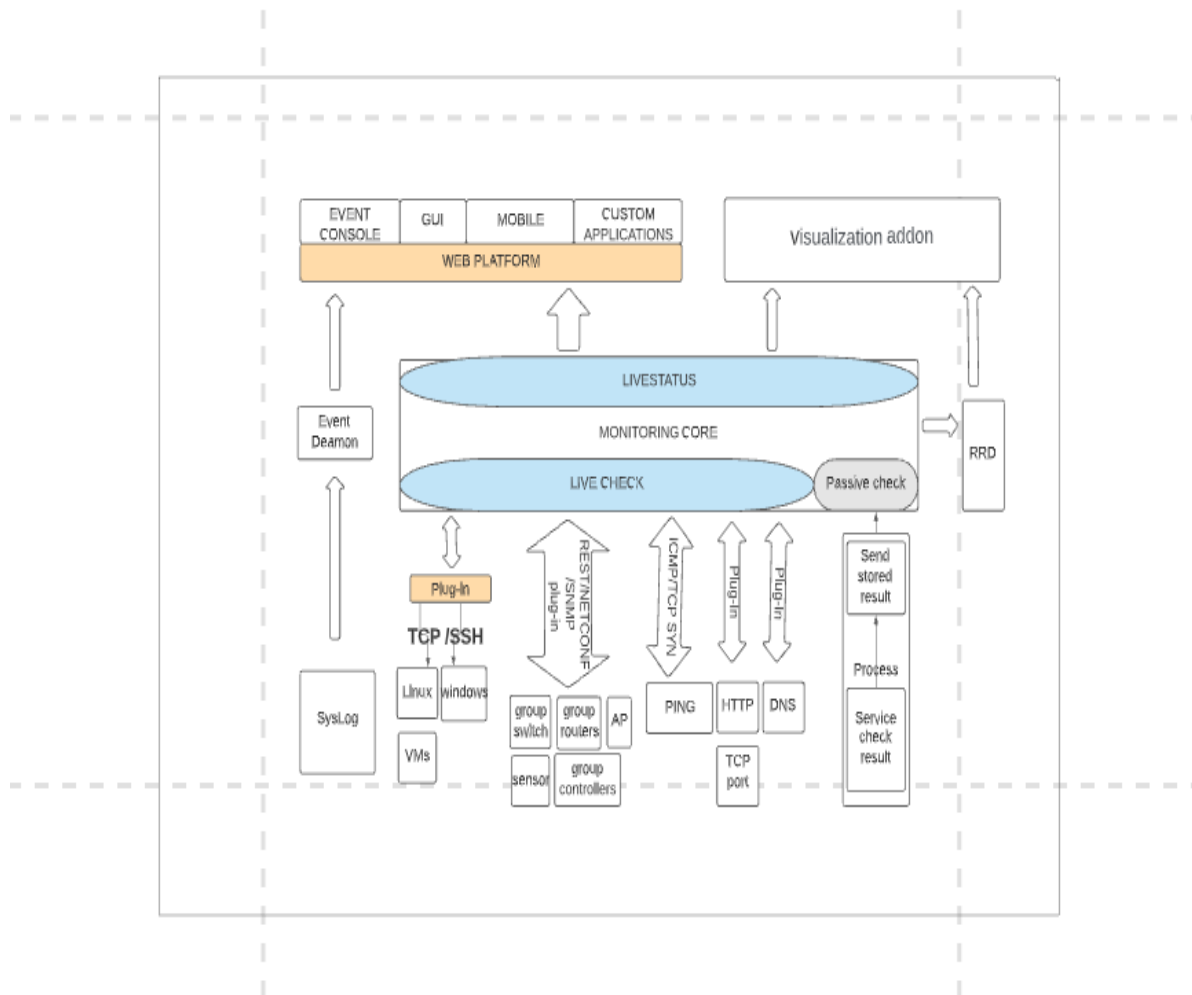 EVENT
CONSOLE
GUI
MOBILE
CUSTOM
APPLICATIONS
WEB PLATFORM
Visualization addon
LIVESTATUS
MONITORING CORE
LIVE CHECK
Passive check
Event
Deamon
RRD
Plug-In
TCP /SSH
REST/NETCONF
/SNMP
plug-in
ICMP/TCP SYN
Plug-In
Plug-In
Send
stored
result
Process
Service
check
result
SysLog
LInux
windows
VMs
group
switch
group
routers
AP
sensor
group
controllers
PING
HTTP
DNS
TCP
port